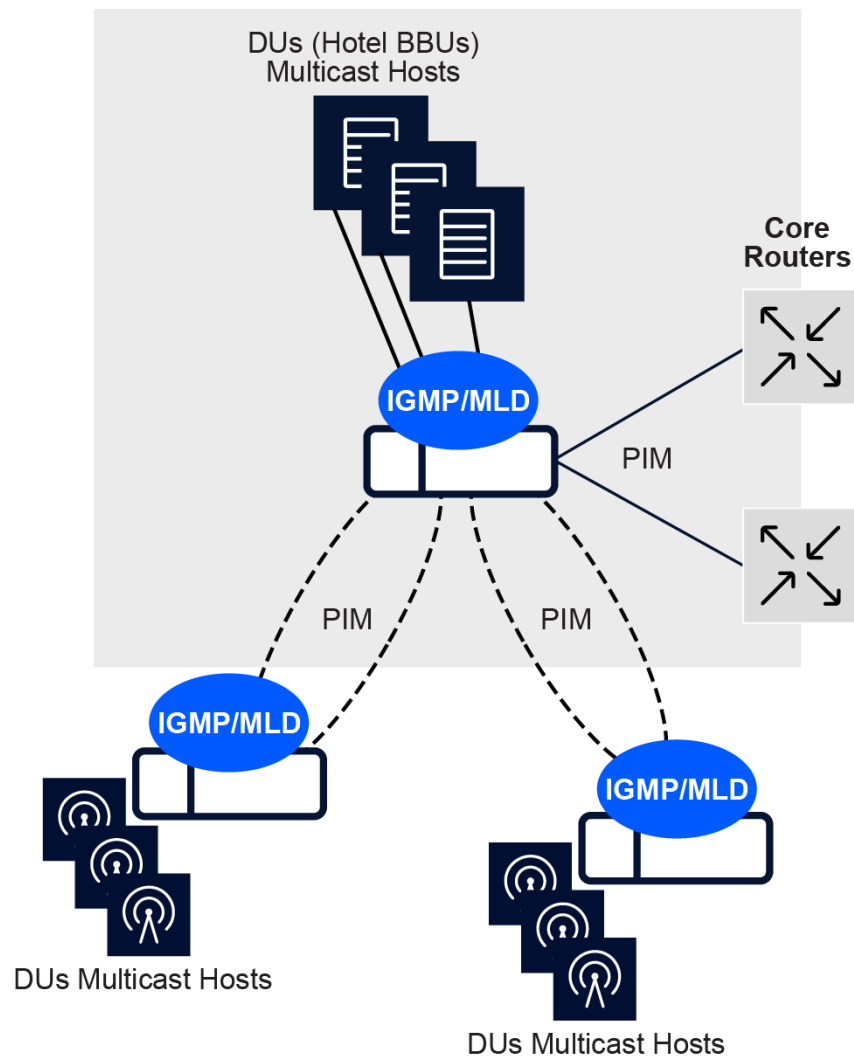 DUs (Hotel BBUs)
Multicast Hosts
Core
Routers
IGMP/MLD
PIM
PIM
PIM
IGMP/MLD
IGMP/MLD
DUs Multicast Hosts
DUs Multicast Hosts